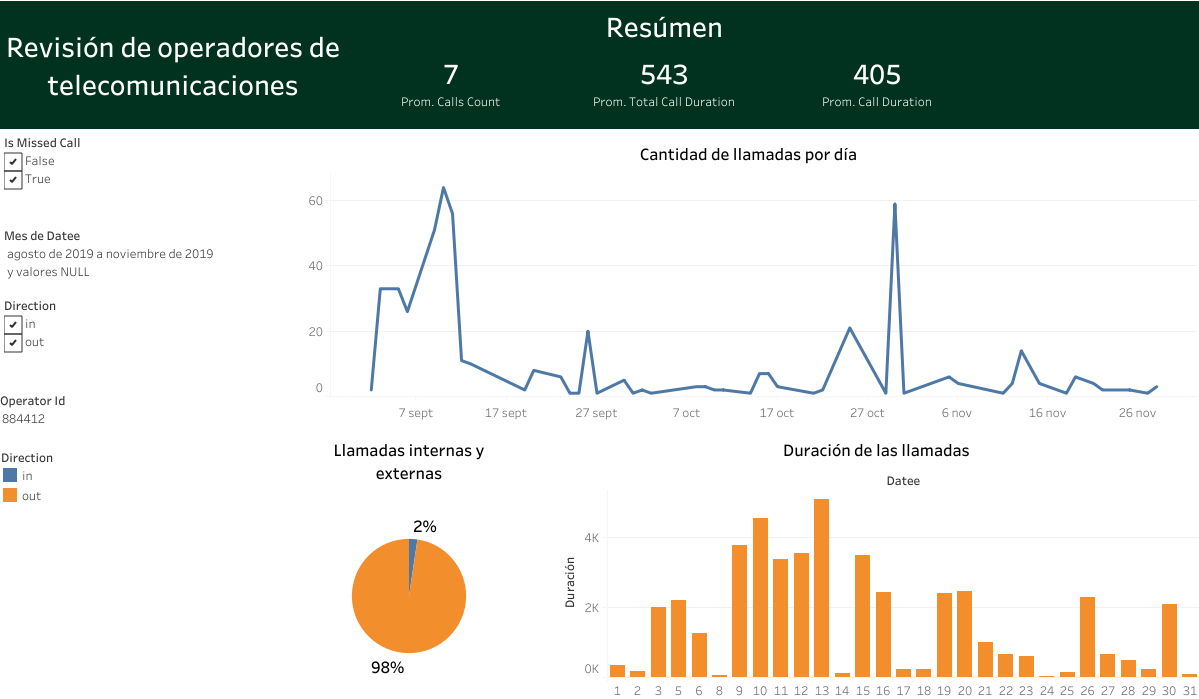 Revisión de operadores de
telecomunicaciones
Resúmen
7
Prom. Calls Count
543
Prom. Total Call Duration
405
Prom. Call Duration
Is Missed Call
False
True
Mes de Datee
agosto de 2019 a noviembre de 2019
y valores NULL
Direction
in
out
Operator Id
884412
Direction
in
out
Cantidad de llamadas por día
60
40
20
0
7 sept 17 sept 27 sept 7 oct 17 oct 27 oct 6 nov 16 nov 26 nov
Llamadas internas y
externas
2%
98%
Duración de las llamadas
Datee
Duración
4K
2K
0K
1 2 3 5 6 8 9 10 11 12 13 14 15 16 17 18 19 20 21 22 23 24 25 26 27 28 29 30 31